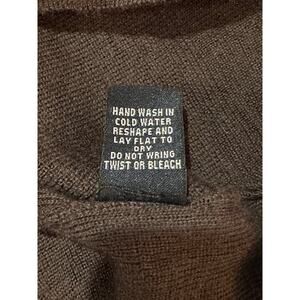 HAND WASH IN
COLD WATER
RESHAPE AND
LAY FLAT TO
DRY
DO NOT WRING
TWIST OR BLEACH